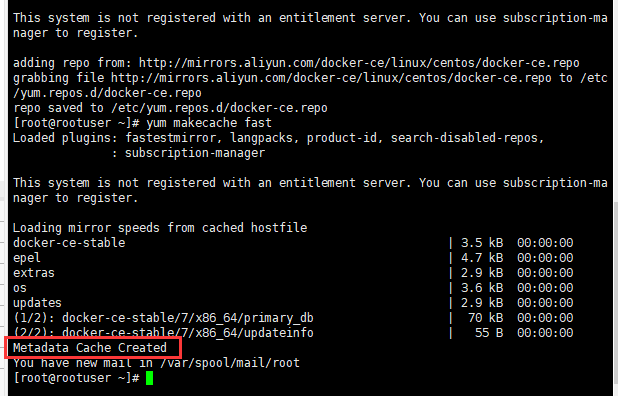 This system is not registered with an entitlement server. You can use subscription-ma
nager to register.
adding repo from: http://mirrors.aliyun.com/docker-ce/linux/centos/docker-ce.repo
grabbing file http://mirrors.aliyun.com/docker-ce/linux/centos/docker-ce.repo to /etc
/yum.repos.d/docker-ce.repo
repo saved to /etc/yum.repos.d/docker-ce.repo
[root@rootuser ~]# yum makecache fast
Loaded plugins: fastestmirror, langpacks, product-id, search-disabled-repos,
: subscription-manager
This system is not registered with an entitlement server. You can use subscription-ma
nager to register.
Loading mirror speeds from cached hostfile
docker-ce-stable | 3.5 kB 00:00:00
epel | 4.7 kB 00:00:00
extras | 2.9 kB 00:00:00
os | 3.6 kB 00:00:00
updates | 2.9 kB 00:00:00
(1/2): docker-ce-stable/7/x86_64/primary_db | 70 kB 00:00:00
(2/2): docker-ce-stable/7/x86_64/updateinfo | 55 B 00:00:00
Metadata Cache Created
You have new mail in /var/spool/mail/root
[root@rootuser ~]#